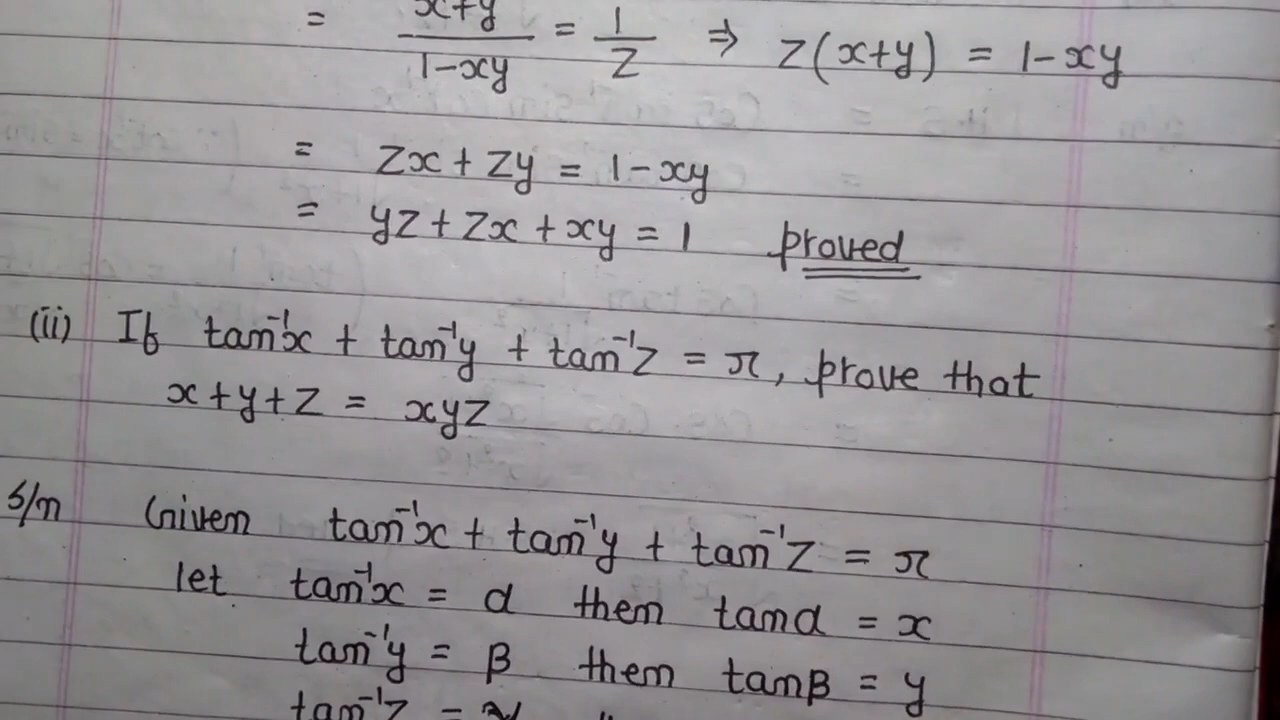 = x+y/1-xy = 1/z ⇒ z(x+y) = 1-xy
= zx + zy = 1-xy
= yz + zx + xy = 1 proved
(ii) If tan⁻¹x + tan⁻¹y + tan⁻¹z = π, prove that
x+y+z = xyz
S/n Given tan⁻¹x + tan⁻¹y + tan⁻¹z = π
let tan⁻¹x = α then tanα = x
tan⁻¹y = β then tanβ = y
tan⁻¹z =